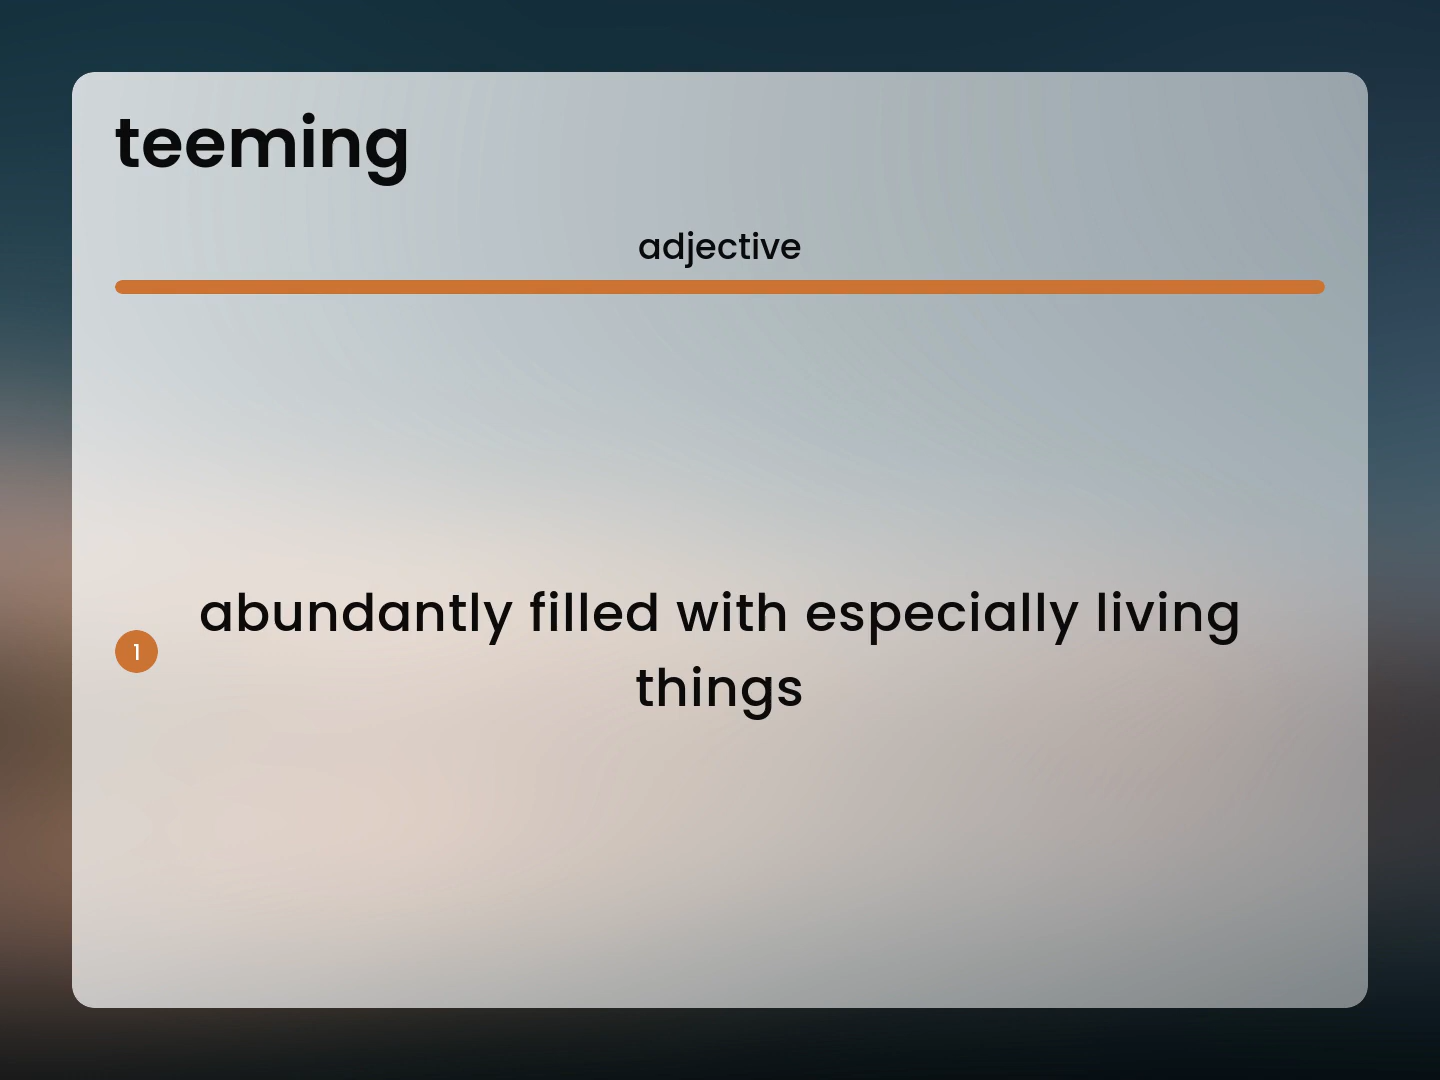 teeming
adjective
1
abundantly filled with especially living
things